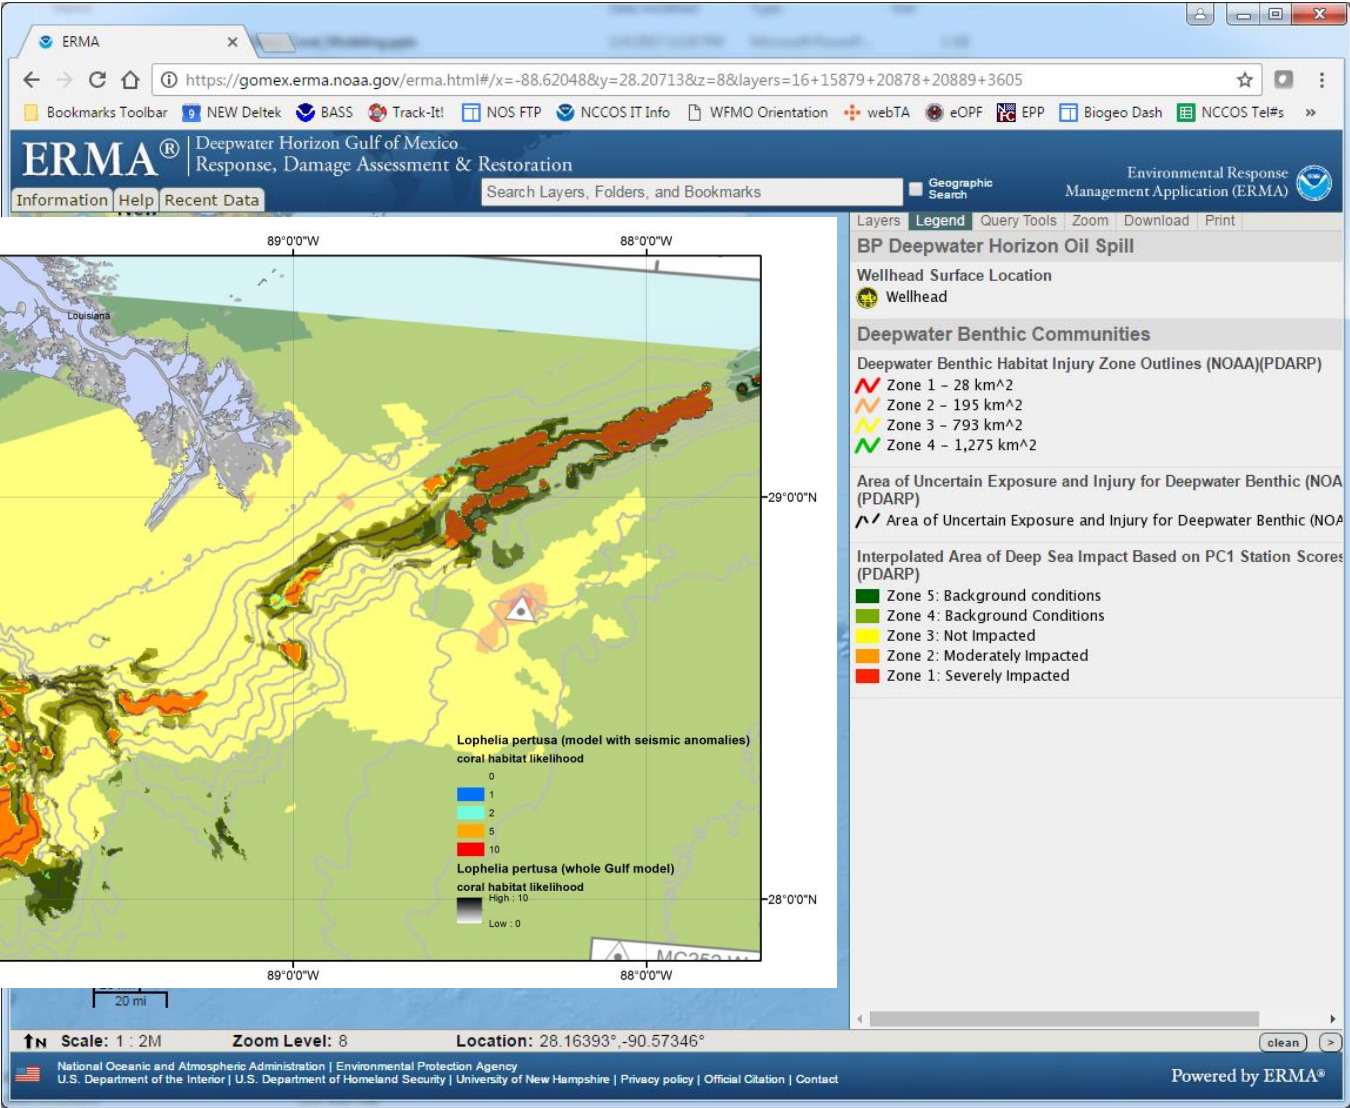 ERMA
https://gomex.erma.noaa.gov/erma.html#/x=-88.62048&y=28.20713&z=8&layers=16+15879+20878+20889+3605
Bookmarks Toolbar NEW Deltek BASS Track-It! NOS FTP NCCOS IT Info WFMO Orientation webTA eOPF EPP Biogeo Dash NCCOS Tel#s »
ERMA®
Deepwater Horizon Gulf of Mexico
Response, Damage Assessment & Restoration
Search Layers, Folders, and Bookmarks
Geographic
Search
Environmental Response
Management Application (ERMA)
Information Help Recent Data
Layers Legend Query Tools Zoom Download Print
BP Deepwater Horizon Oil Spill
Wellhead Surface Location
Wellhead
Deepwater Benthic Communities
Deepwater Benthic Habitat Injury Zone Outlines (NOAA)(PDARP)
Zone 1 - 28 km^2
Zone 2 - 195 km^2
Zone 3 - 793 km^2
Zone 4 - 1,275 km^2
Area of Uncertain Exposure and Injury for Deepwater Benthic (NOA
(PDARP)
Area of Uncertain Exposure and Injury for Deepwater Benthic (NOA
Interpolated Area of Deep Sea Impact Based on PC1 Station Scores
(PDARP)
Zone 5: Background conditions
Zone 4: Background Conditions
Zone 3: Not Impacted
Zone 2: Moderately Impacted
Zone 1: Severely Impacted
89°0'0"W 88°0'0"W
Louisiana
29°0'0"N
Lophelia pertusa (model with seismic anomalies)
coral habitat likelihood
0
1
2
5
10
Lophelia pertusa (whole Gulf model)
coral habitat likelihood
High : 10
Low : 0
28°0'0"N
89°0'0"W 88°0'0"W
20 mi
N Scale: 1 : 2M Zoom Level: 8 Location: 28.16393°,-90.57346°
clean >
National Oceanic and Atmospheric Administration | Environmental Protection Agency
U.S. Department of the Interior | U.S. Department of Homeland Security | University of New Hampshire | Privacy policy | Official Citation | Contact
Powered by ERMA®